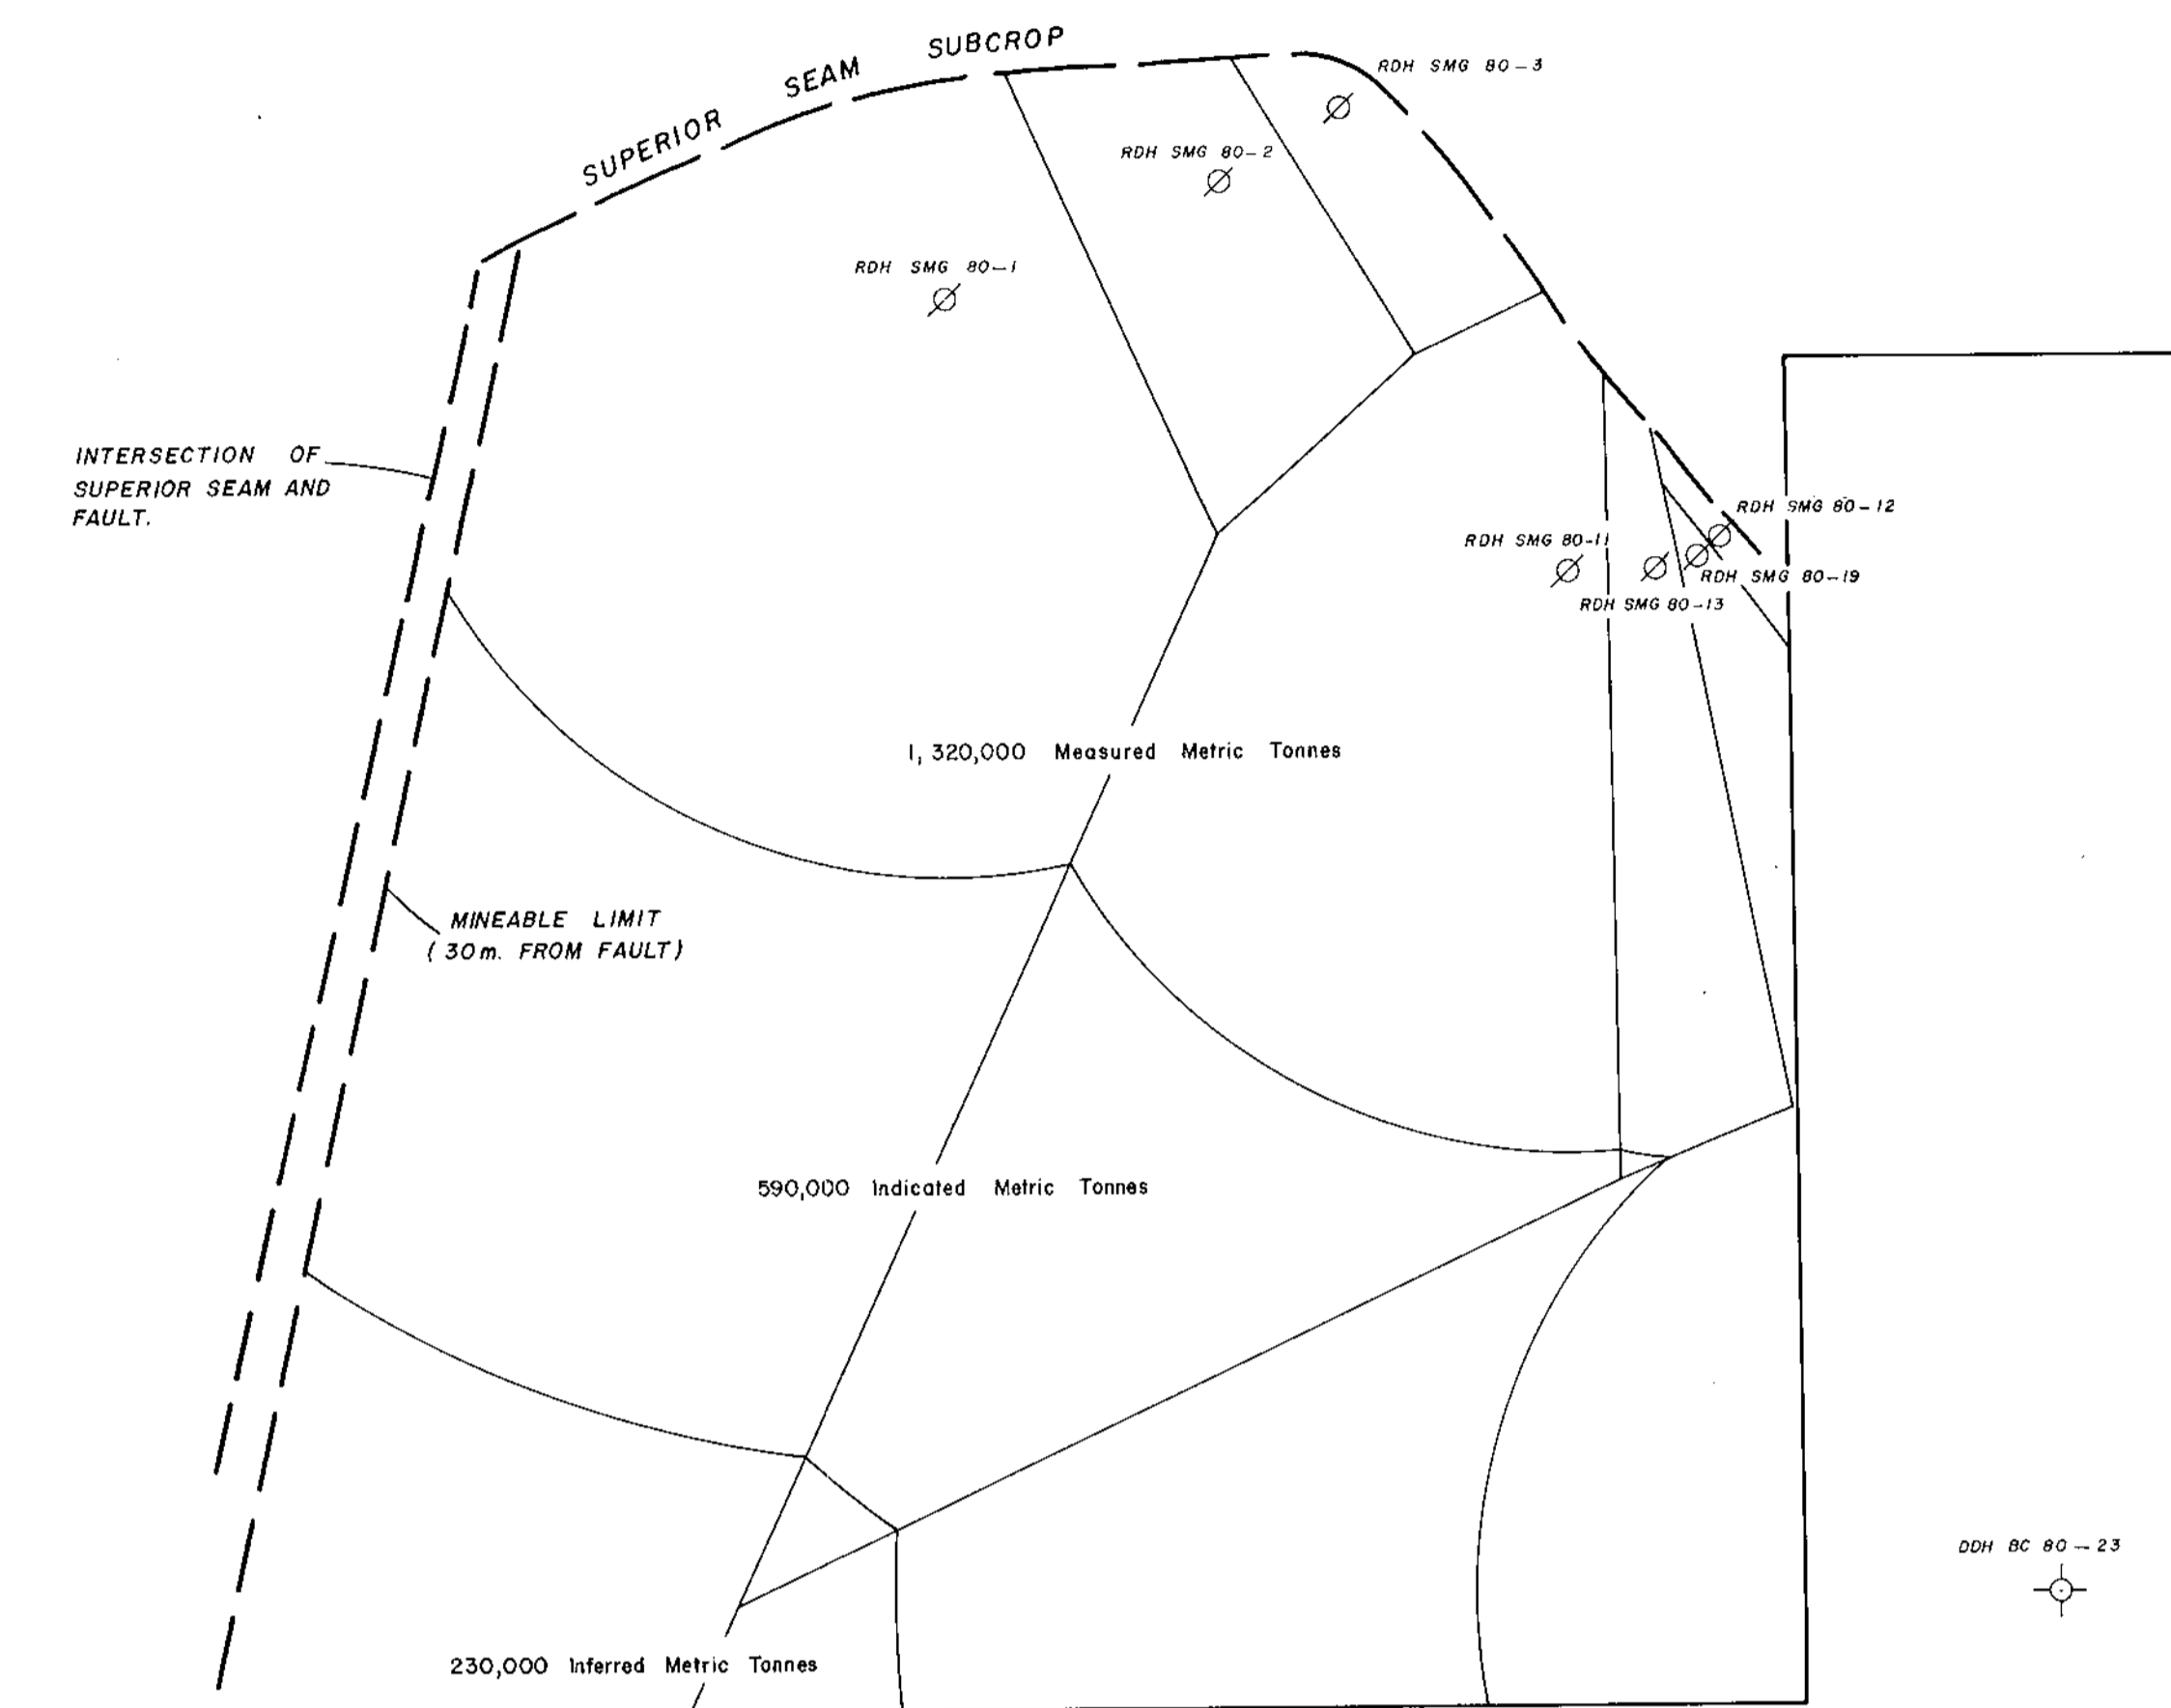 SUPERIOR SEAM SUBCROP
RDH SMG 80-3
RDH SMG 80-2
RDH SMG 80-1
INTERSECTION OF
SUPERIOR SEAM AND
FAULT.
RDH SMG 80-12
RDH SMG 80-11
RDH SMG 80-19
RDH SMG 80-13
1,320,000 Measured Metric Tonnes
MINEABLE LIMIT
(30m. FROM FAULT)
590,000 Indicated Metric Tonnes
DDH BC 80-23
230,000 Inferred Metric Tonnes